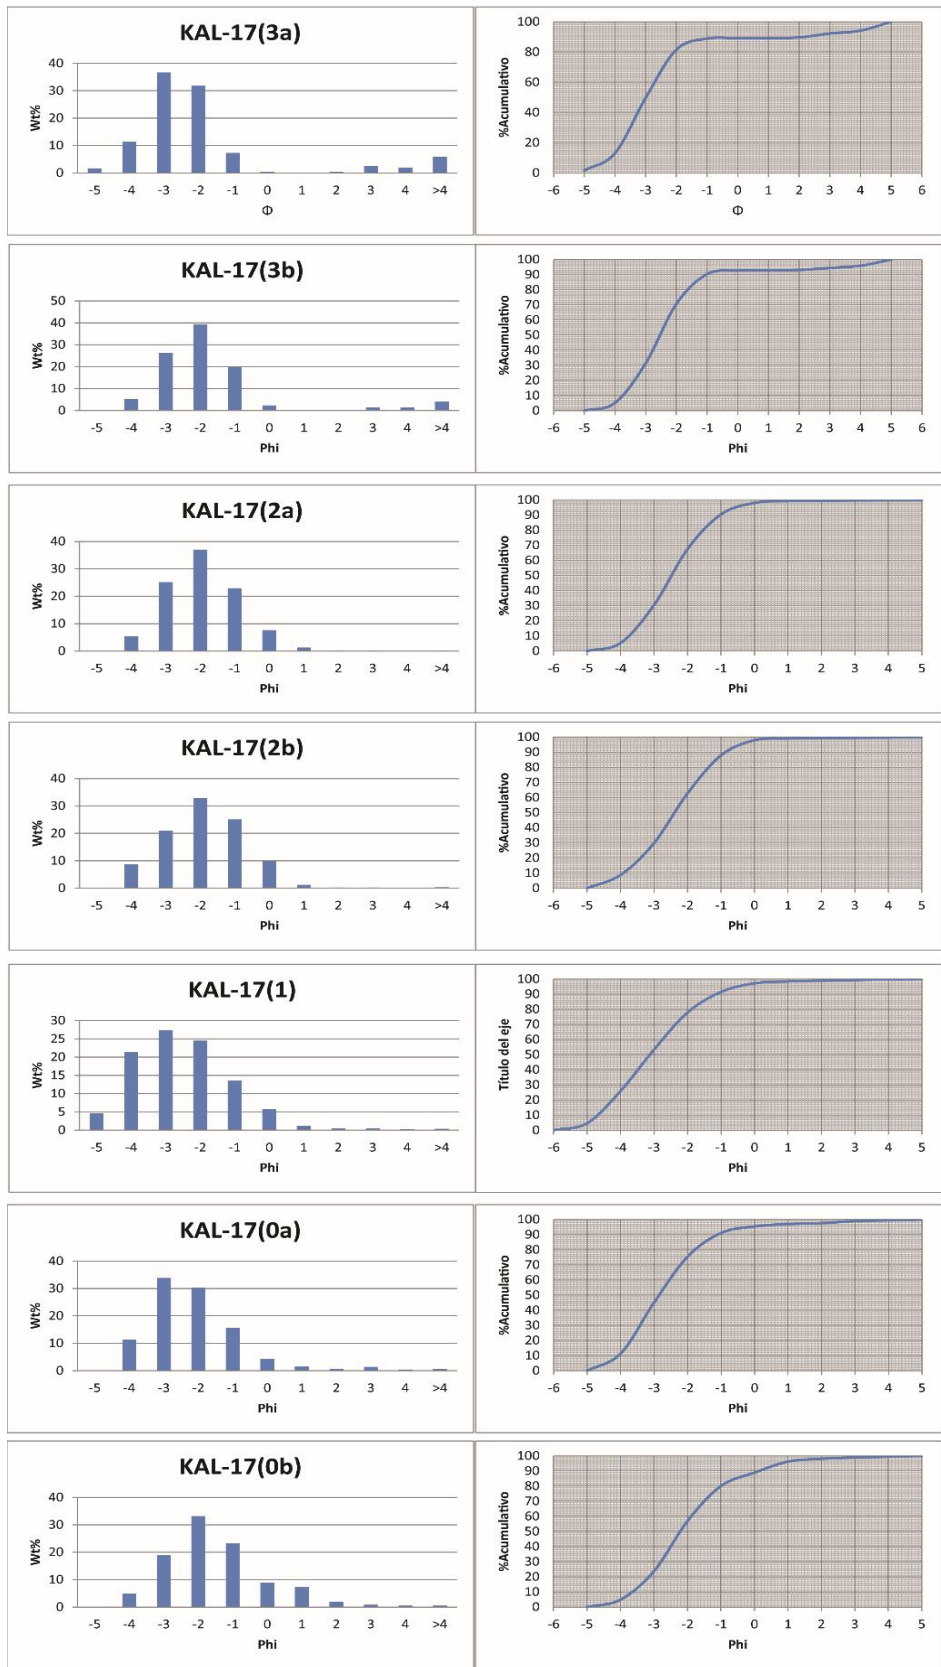 KAL-17(3a)
Wt%
40
30
20
10
0
-5 -4 -3 -2 -1 0 1 2 3 4 >4
Φ
%Acumulativo
100
80
60
40
20
0
-6 -5 -4 -3 -2 -1 0 1 2 3 4 5 6
Φ
KAL-17(3b)
Wt%
50
40
30
20
10
0
-5 -4 -3 -2 -1 0 1 2 3 4 >4
Phi
%Acumulativo
100
90
80
70
60
50
40
30
20
10
0
-6 -5 -4 -3 -2 -1 0 1 2 3 4 5 6
Phi
KAL-17(2a)
Wt%
40
30
20
10
0
-5 -4 -3 -2 -1 0 1 2 3 4 >4
Phi
%Acumulativo
100
90
80
70
60
50
40
30
20
10
0
-6 -5 -4 -3 -2 -1 0 1 2 3 4 5
Phi
KAL-17(2b)
Wt%
40
30
20
10
0
-5 -4 -3 -2 -1 0 1 2 3 4 >4
Phi
%Acumulativo
100
90
80
70
60
50
40
30
20
10
0
-6 -5 -4 -3 -2 -1 0 1 2 3 4 5
Phi
KAL-17(1)
Wt%
30
25
20
15
10
5
0
-5 -4 -3 -2 -1 0 1 2 3 4 >4
Phi
Título del eje
100
90
80
70
60
50
40
30
20
10
0
-6 -5 -4 -3 -2 -1 0 1 2 3 4 5
Phi
KAL-17(0a)
Wt%
40
30
20
10
0
-5 -4 -3 -2 -1 0 1 2 3 4 >4
Phi
%Acumulativo
100
90
80
70
60
50
40
30
20
10
0
-6 -5 -4 -3 -2 -1 0 1 2 3 4 5
Phi
KAL-17(0b)
Wt%
40
30
20
10
0
-5 -4 -3 -2 -1 0 1 2 3 4 >4
Phi
%Acumulativo
100
90
80
70
60
50
40
30
20
10
0
-6 -5 -4 -3 -2 -1 0 1 2 3 4 5
Phi